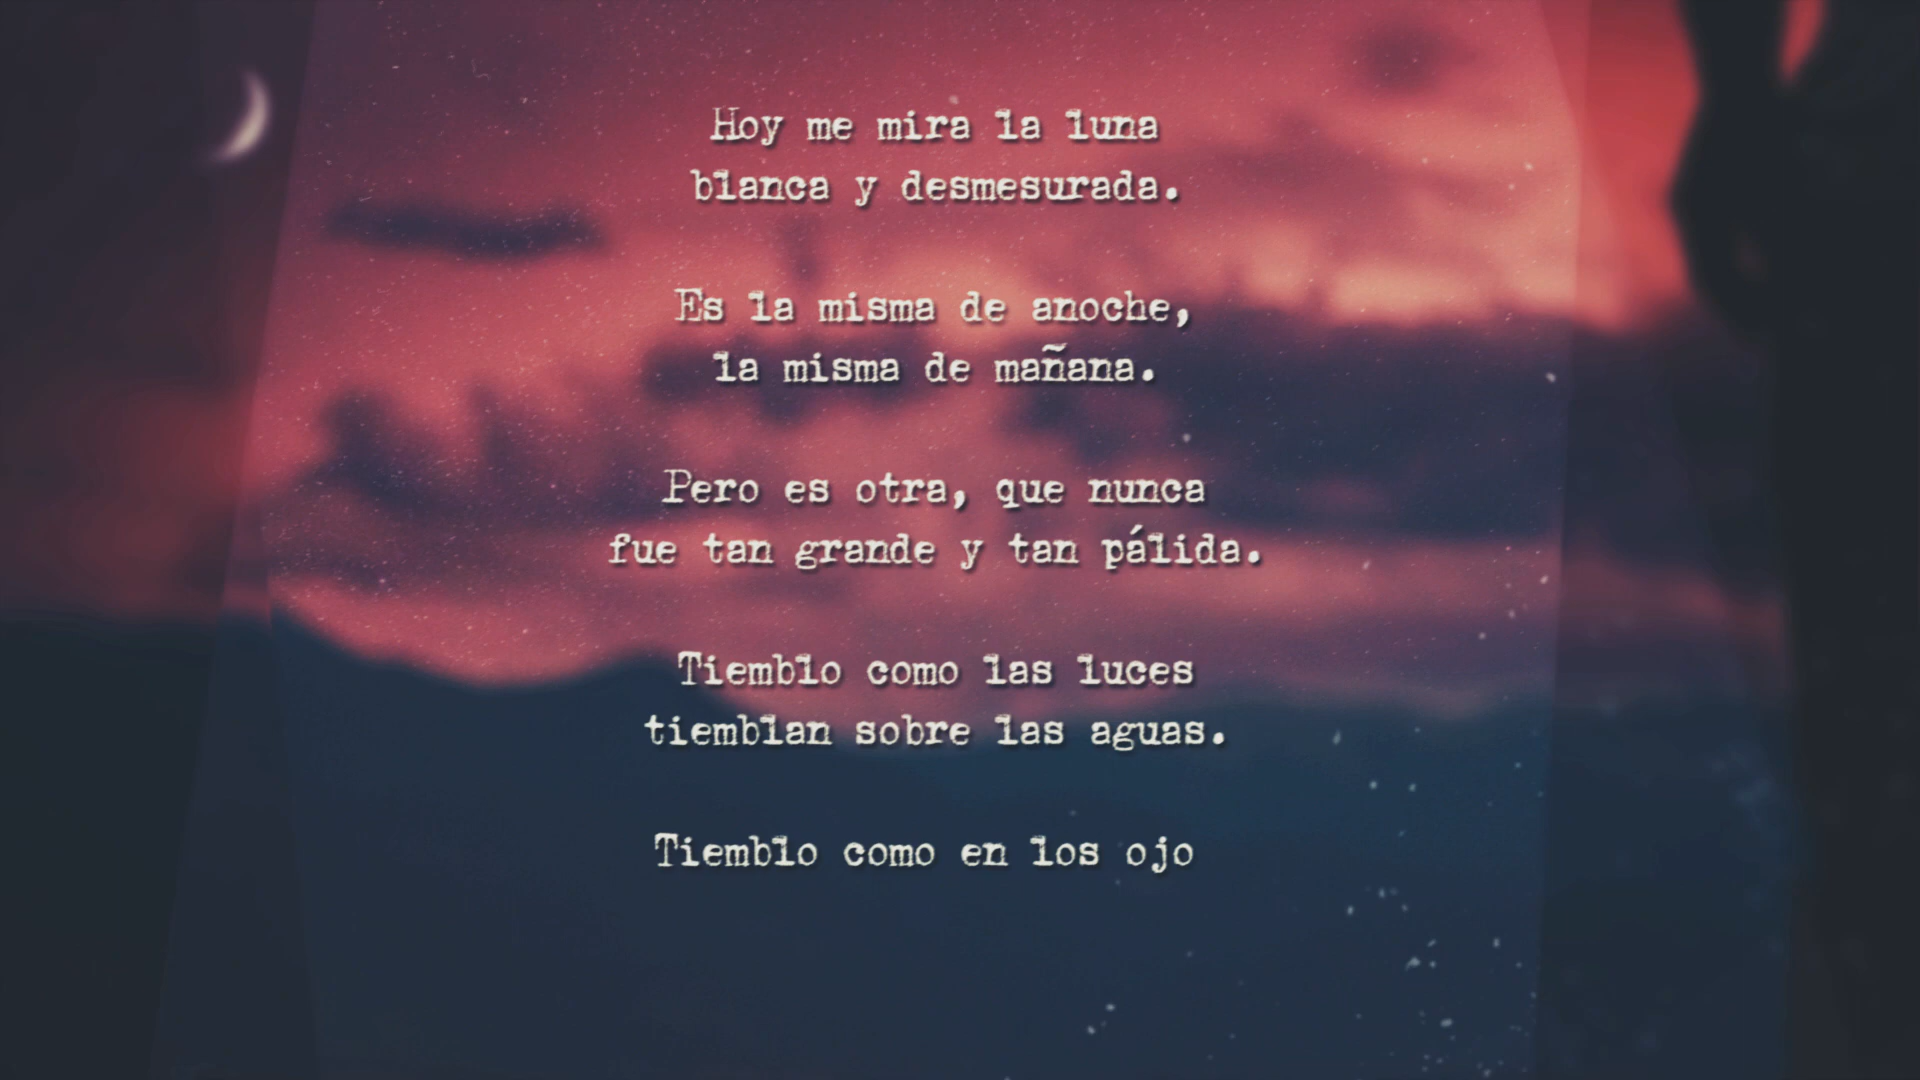 Hoy me mira la luna
blanca y desmesurada.
Es la misma de anoche,
la misma de mañana.
Pero es otra, que nunca
fue tan grande y tan pálida.
Tiemblo como las luces
tiemblan sobre las aguas.
Tiemblo como en los ojo